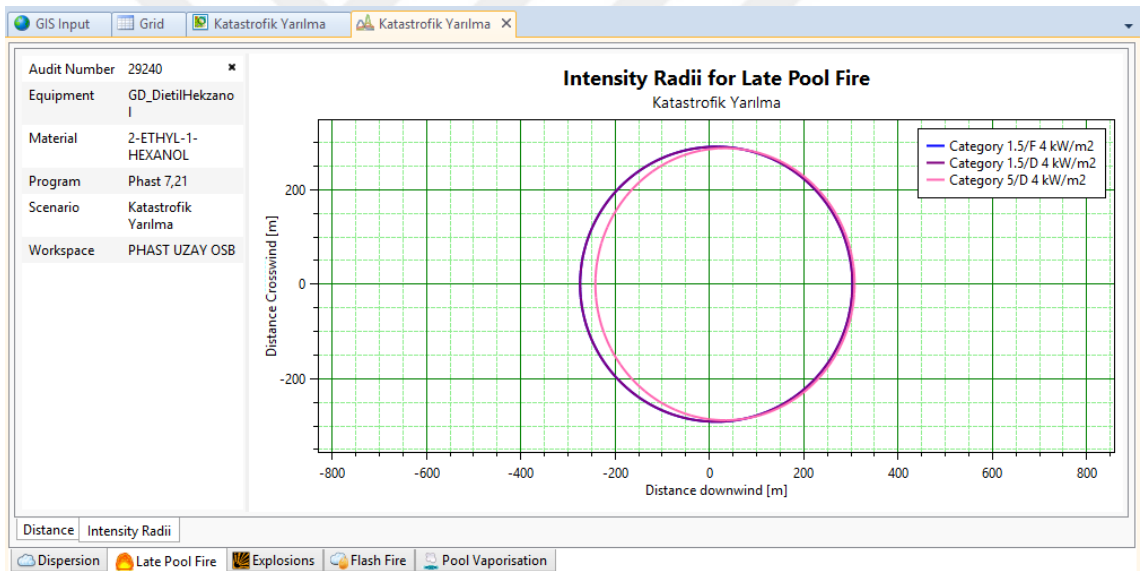 GIS Input
Grid
Katastrofik Yarılma
Katastrofik Yarılma
Audit Number 29240
Equipment GD_DietilHekzano
l
Material 2-ETHYL-1-
HEXANOL
Program Phast 7,21
Scenario Katastrofik
Yarılma
Workspace PHAST UZAY OSB
Intensity Radii for Late Pool Fire
Katastrofik Yarılma
Category 1.5/F 4 kW/m2
Category 1.5/D 4 kW/m2
Category 5/D 4 kW/m2
Distance Crosswind [m]
200
0
-200
-800 -600 -400 -200 0 200 400 600 800
Distance downwind [m]
Distance Intensity Radii
Dispersion Late Pool Fire Explosions Flash Fire Pool Vaporisation